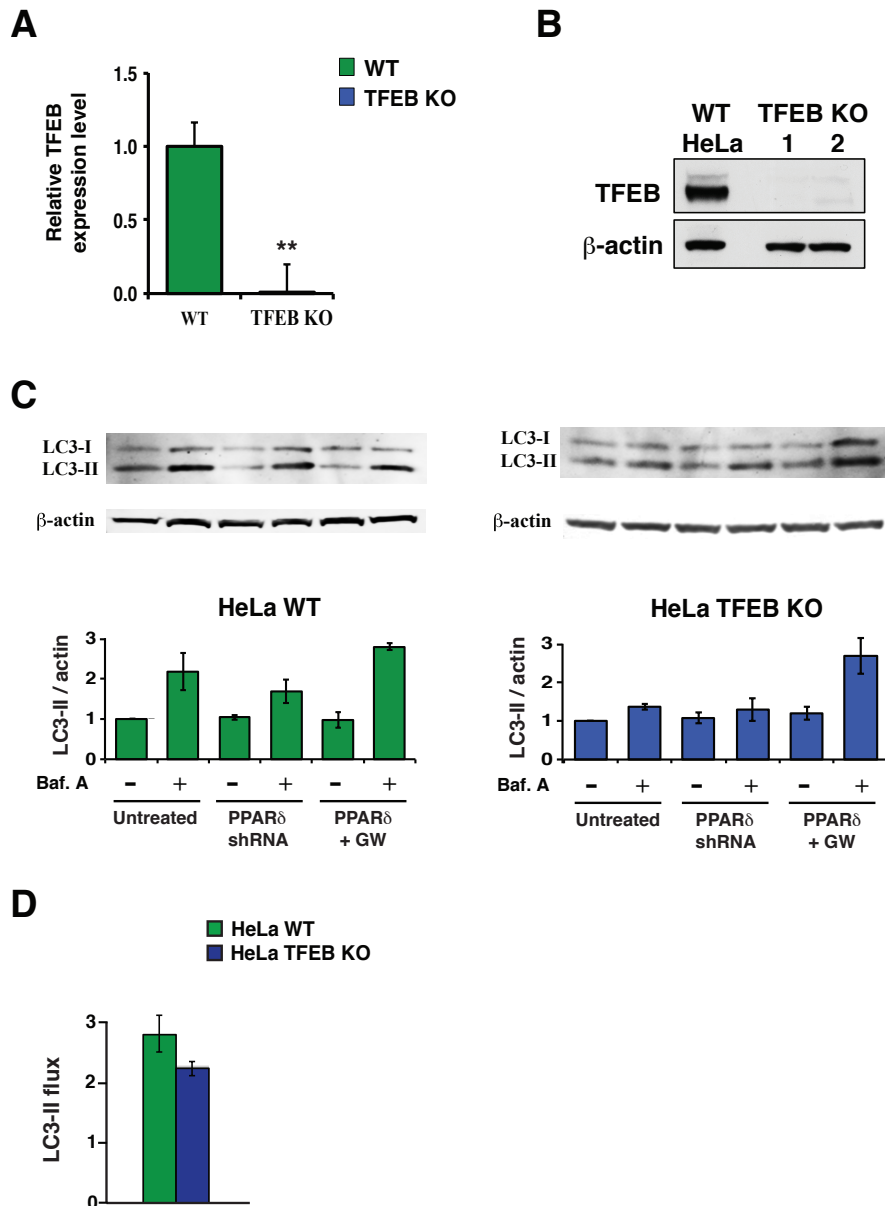 A
WT
TFEB KO
Relative TFEB
expression level
1.5
1.0
0.5
0.0
**
WT
TFEB KO
B
WT
HeLa
TFEB KO
1 2
TFEB
β-actin
C
LC3-I
LC3-II
β-actin
HeLa WT
LC3-II / actin
3
2
1
0
Baf. A
- + - + - +
Untreated
PPARδ
shRNA
PPARδ
+ GW
LC3-I
LC3-II
β-actin
HeLa TFEB KO
LC3-II / actin
3
2
1
0
Baf. A
- + - + - +
Untreated
PPARδ
shRNA
PPARδ
+ GW
D
HeLa WT
HeLa TFEB KO
LC3-II flux
3
2
1
0